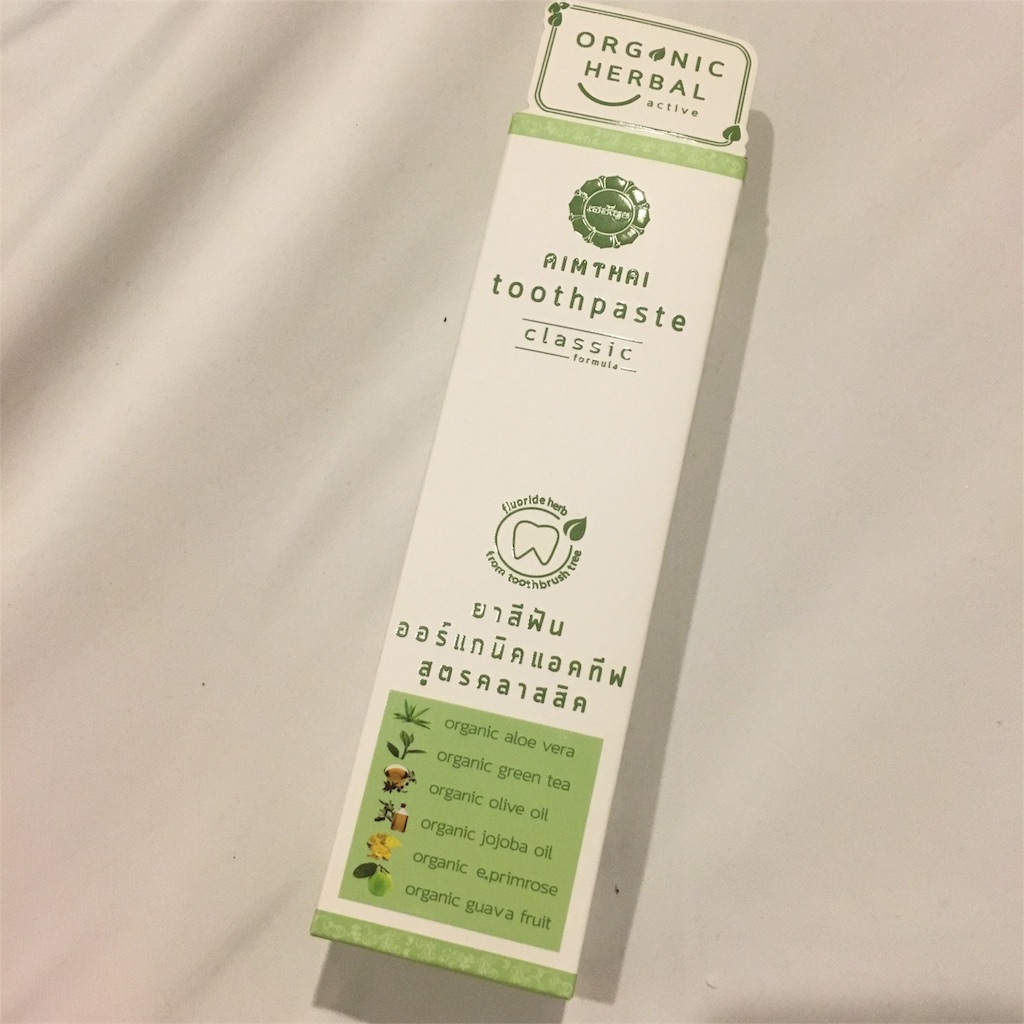 ORGANIC
HERBAL
active
AIMTHAI
toothpaste
classic
formula
fluoride herb
from toothbrush tree
ยาสีฟัน
ออร์แกนิคแอคทีฟ
สูตรคลาสสิค
organic aloe vera
organic green tea
organic olive oil
organic jojoba oil
organic e.primrose
organic guava fruit